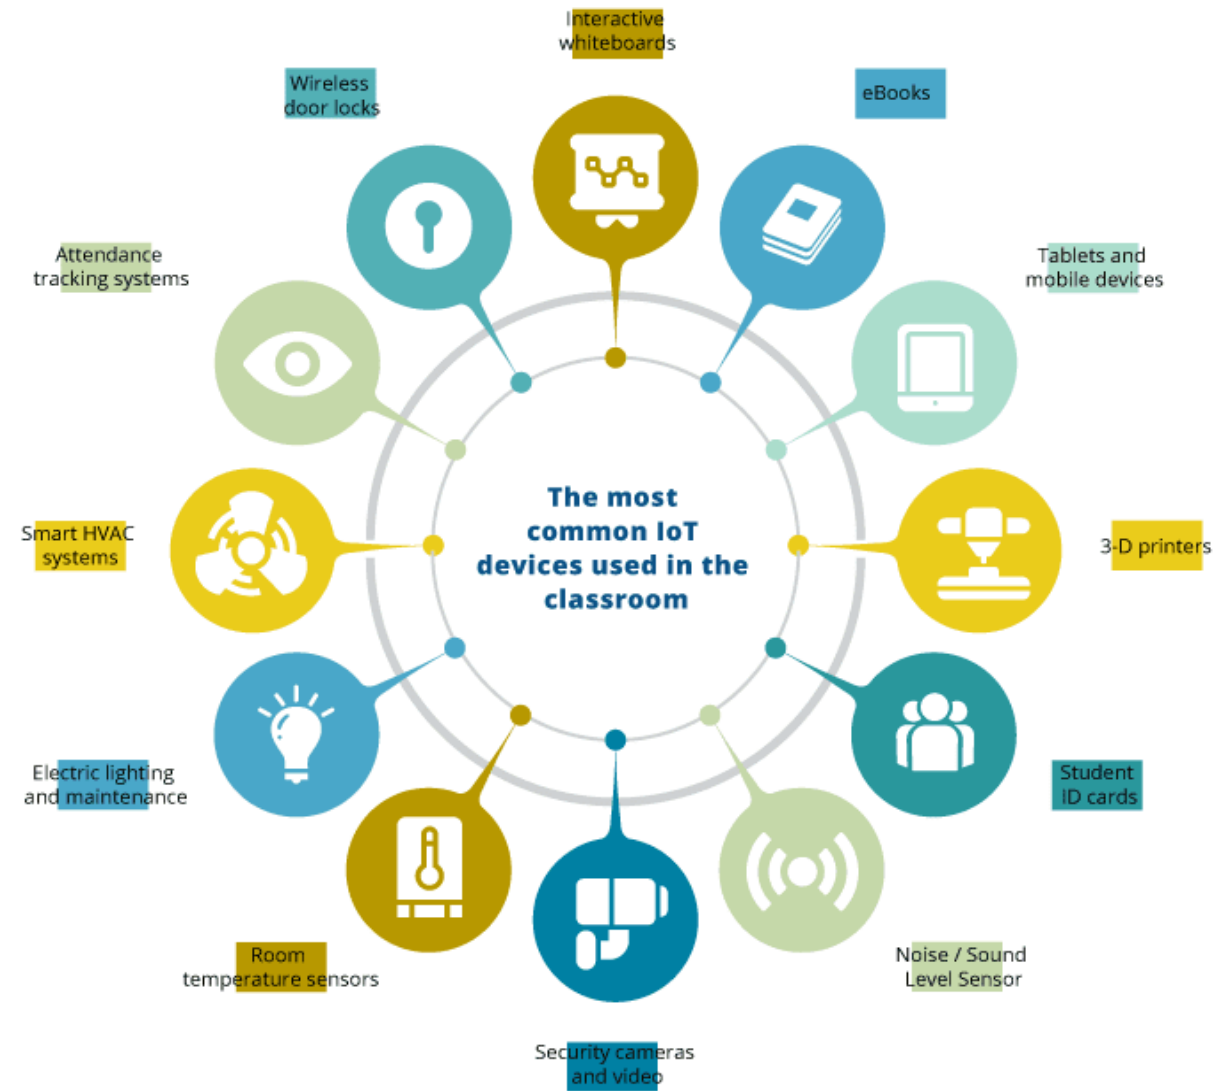 Interactive
whiteboards
Wireless
door locks
eBooks
Attendance
tracking systems
Tablets and
mobile devices
The most
common IoT
devices used in the
classroom
Smart HVAC
systems
3-D printers
Electric lighting
and maintenance
Student
ID cards
Room
temperature sensors
Noise / Sound
Level Sensor
Security cameras
and video